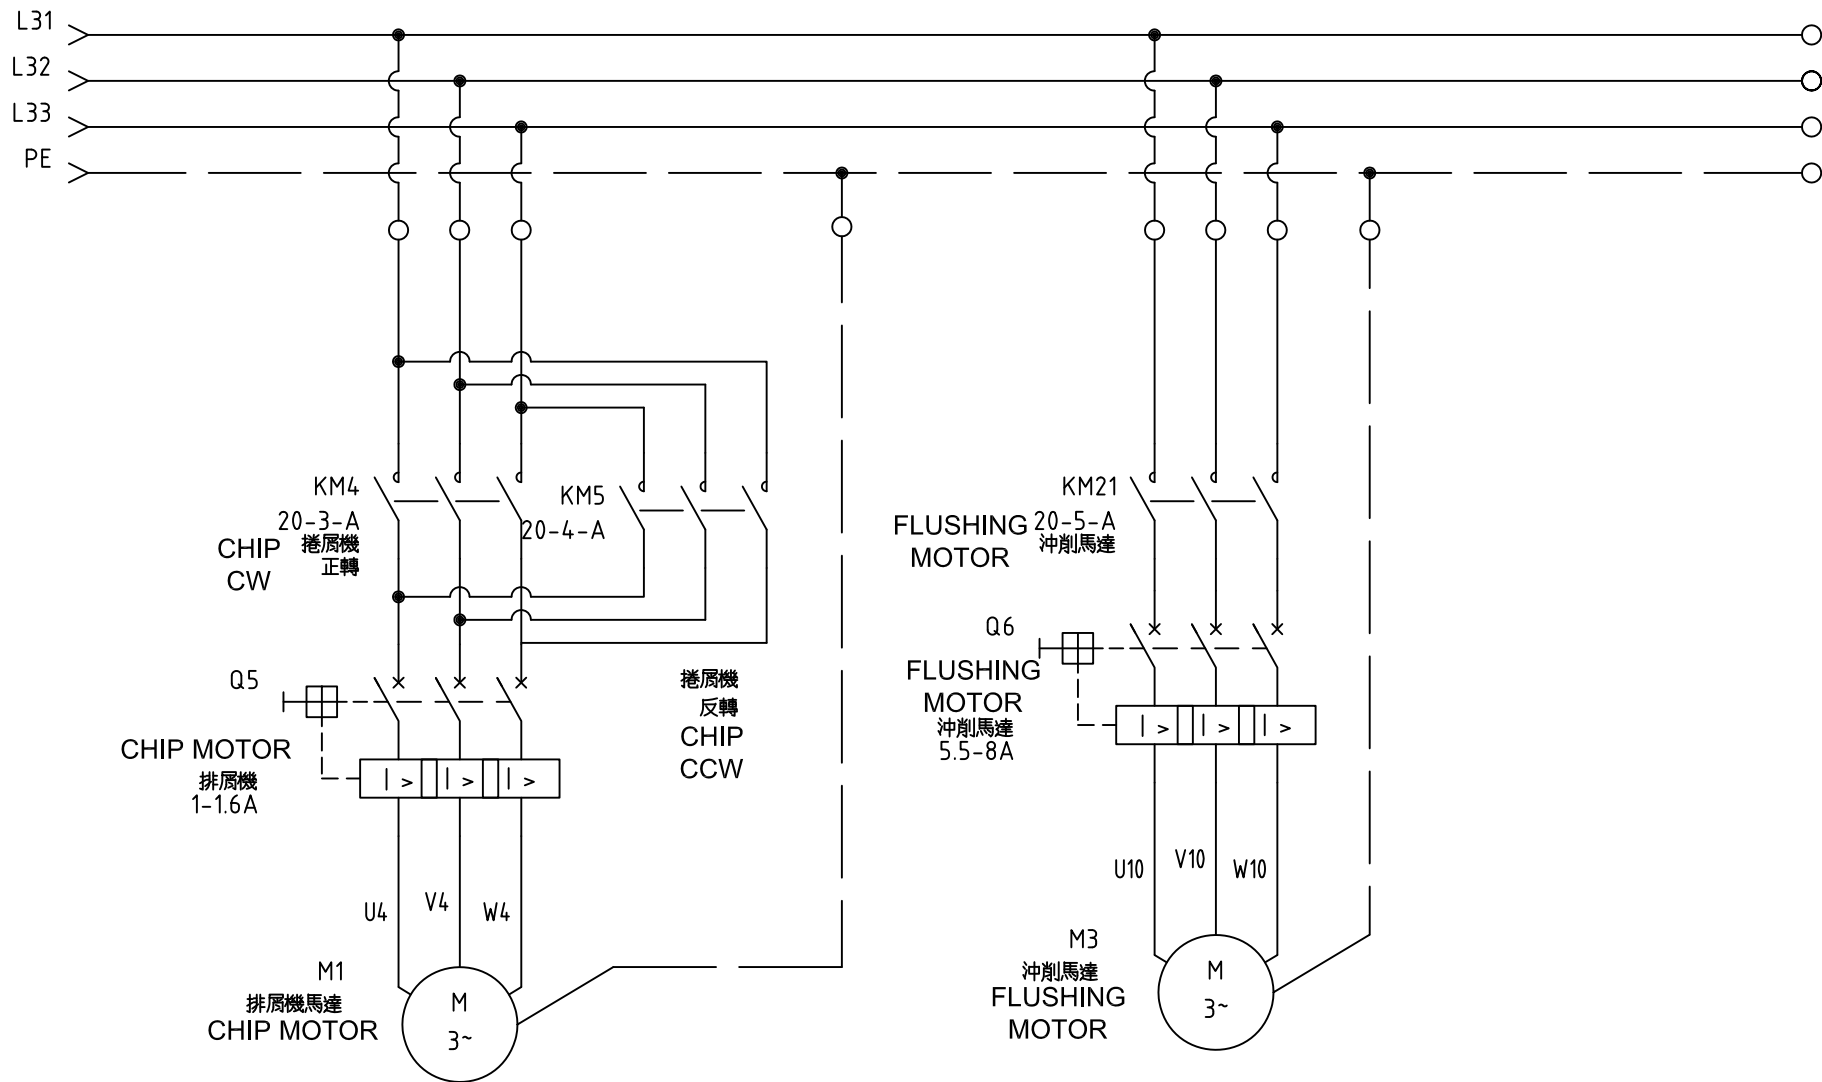 L31
L32
L33
PE
KM4
20-3-A
捲屑機
正轉
CHIP
CW
KM5
20-4-A
KM21
20-5-A
沖削馬達
FLUSHING
MOTOR
Q5
CHIP MOTOR
排屑機
1-1.6A
I >
I >
I >
捲屑機
反轉
CHIP
CCW
Q6
FLUSHING
MOTOR
沖削馬達
5.5-8A
I >
I >
I >
U4
V4
W4
U10
V10
W10
M1
排屑機馬達
CHIP MOTOR
M
3~
M3
沖削馬達
FLUSHING
MOTOR
M
3~